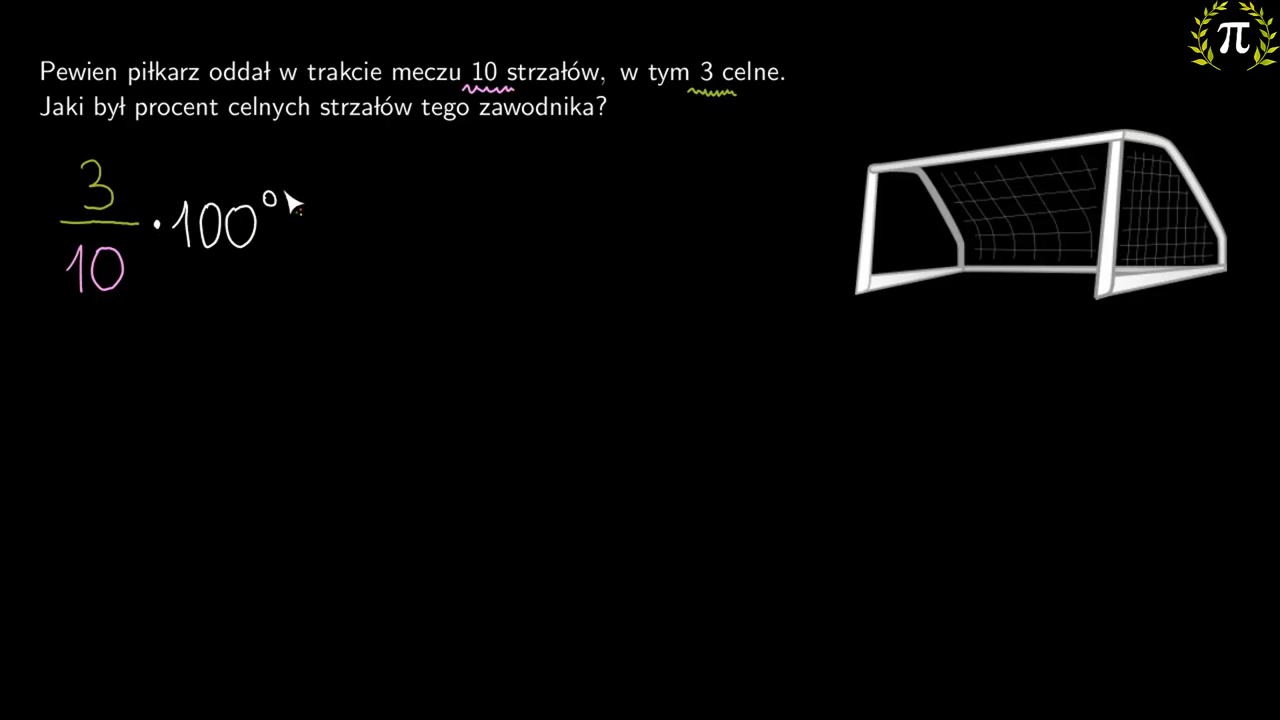 π
Pewien piłkarz oddał w trakcie meczu 10 strzałów, w tym 3 celne.
Jaki był procent celnych strzałów tego zawodnika?
3
10
· 100°